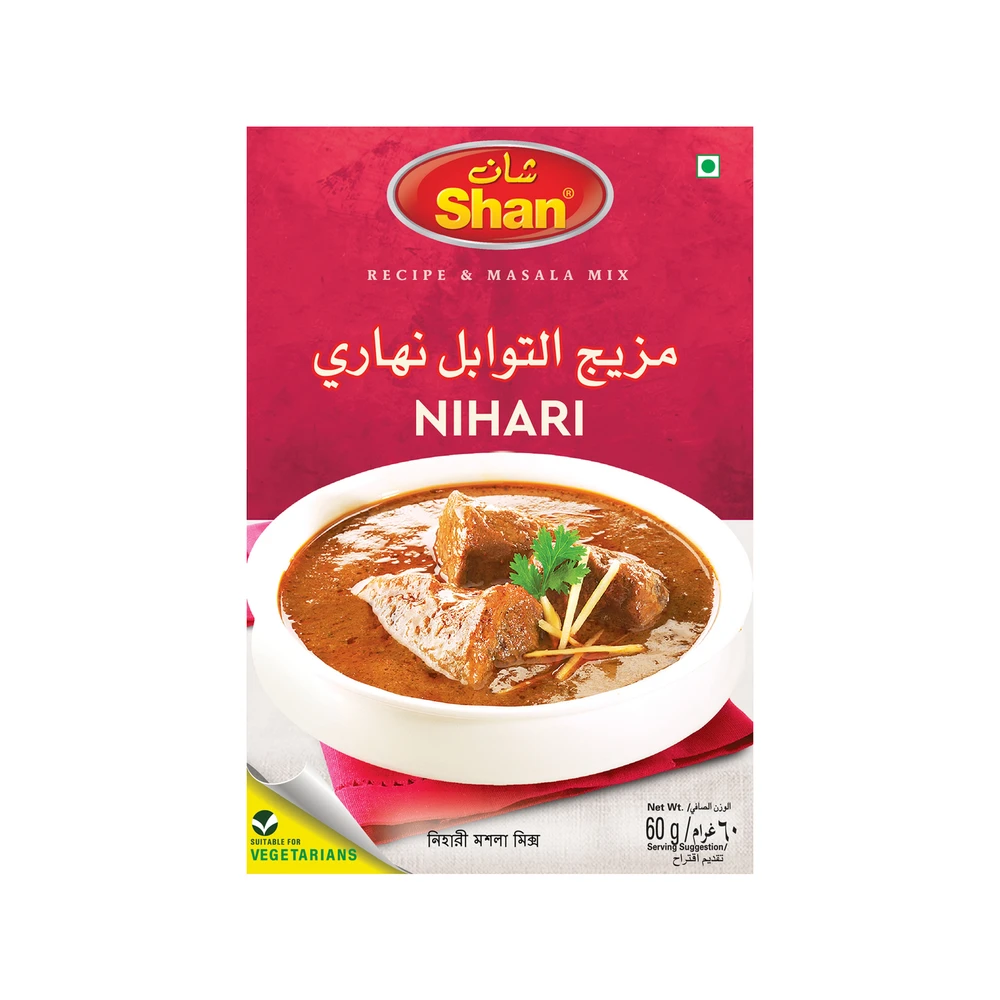 شان
Shan®
RECIPE & MASALA MIX
مزيج التوابل نهاري
NIHARI
SUITABLE FOR
VEGETARIANS
নিহারী মশলা মিক্স
Net Wt. /الوزن الصافي
60 g/٦٠ غرام
Serving Suggestion/
تقديم اقتراح